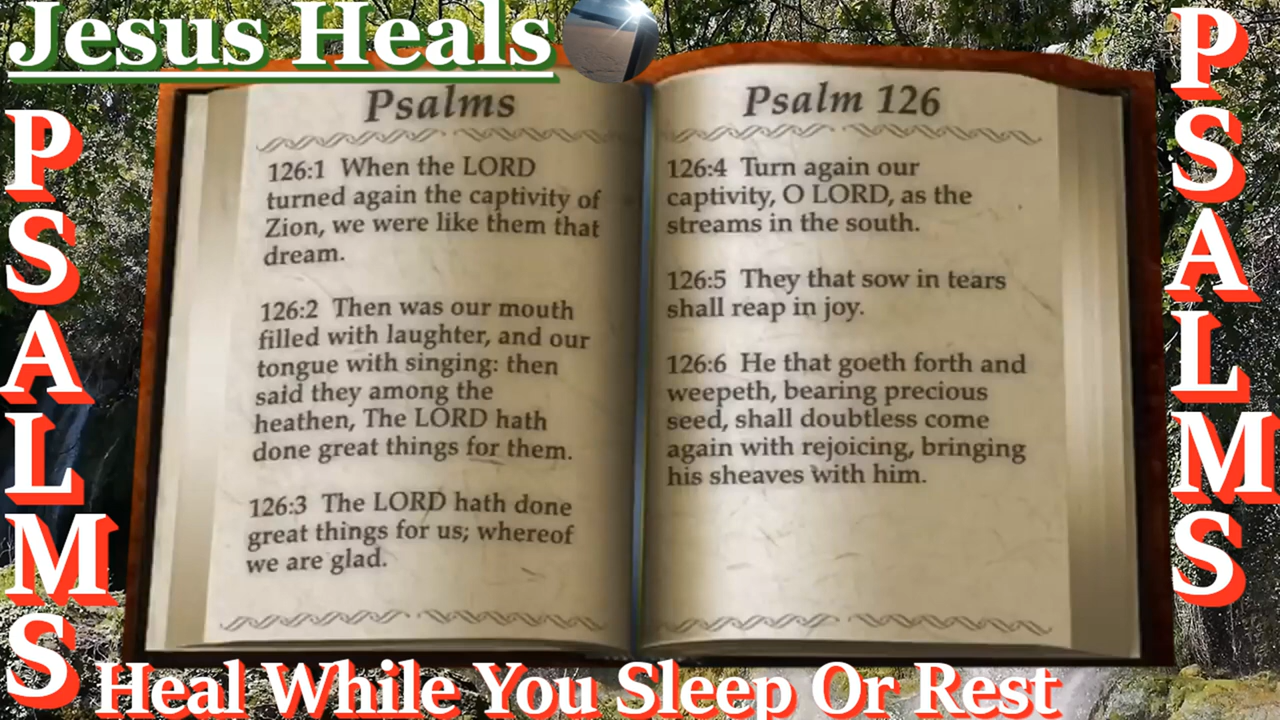 Jesus Heals
PSALMS
Psalms
126:1 When the LORD
turned again the captivity of
Zion, we were like them that
dream.
126:2 Then was our mouth
filled with laughter, and our
tongue with singing: then
said they among the
heathen, The LORD hath
done great things for them.
126:3 The LORD hath done
great things for us; whereof
we are glad.
Psalm 126
126:4 Turn again our
captivity, O LORD, as the
streams in the south.
126:5 They that sow in tears
shall reap in joy.
126:6 He that goeth forth and
weepeth, bearing precious
seed, shall doubtless come
again with rejoicing, bringing
his sheaves with him.
PSALMS
Heal While You Sleep Or Rest